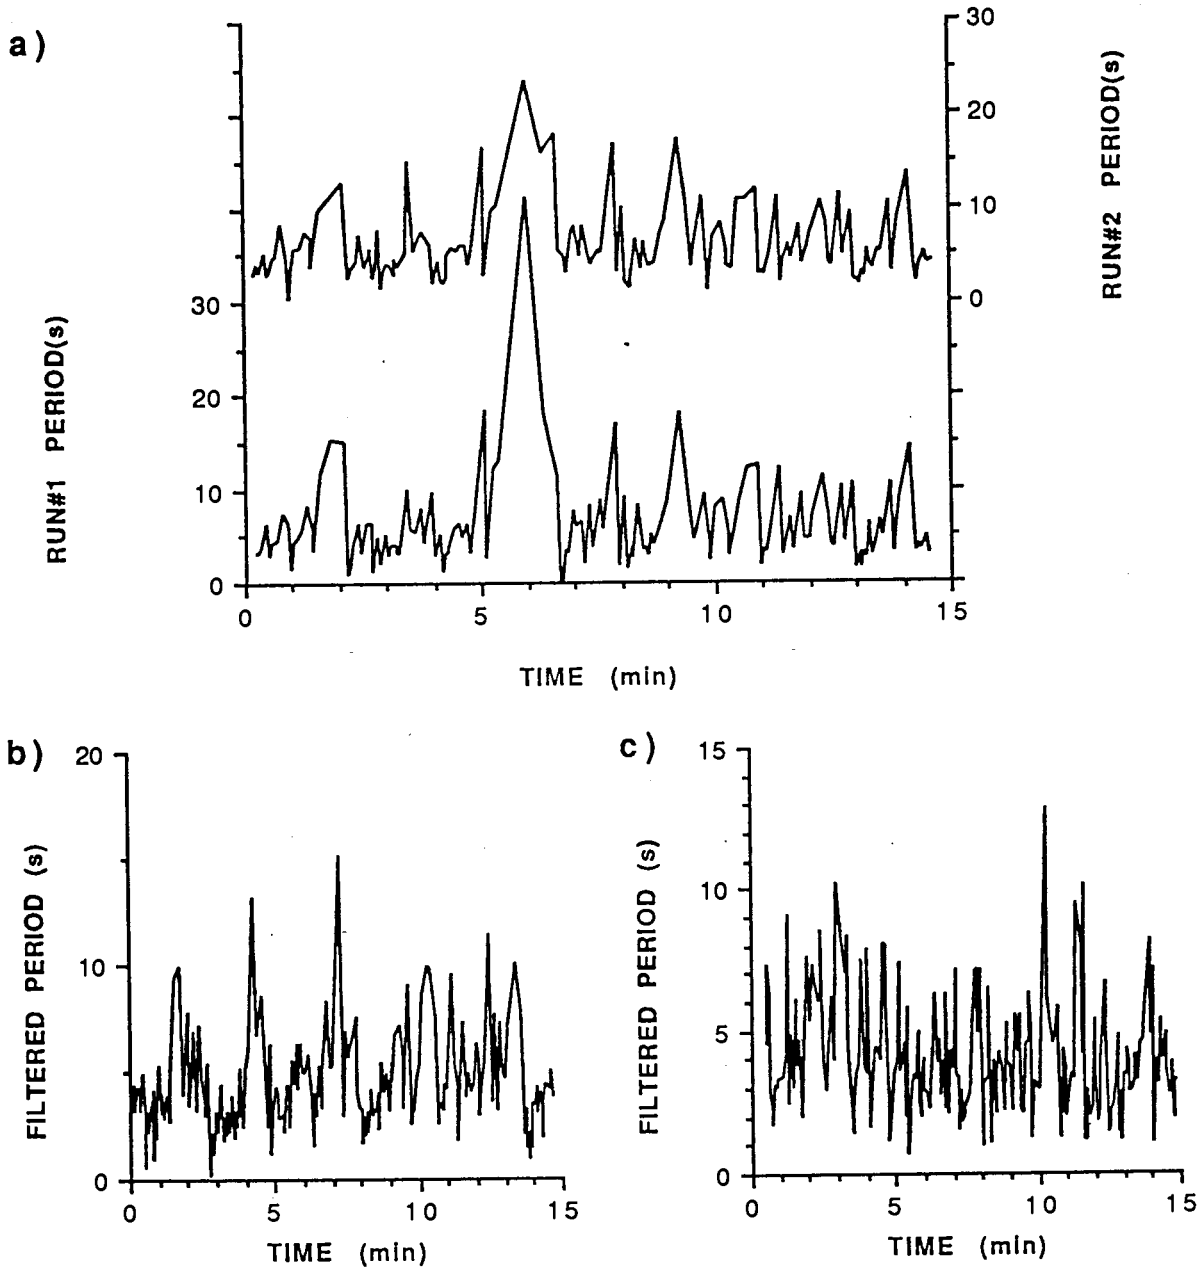 a)
30
20
10
0
RUN#2 PERIOD(s)
30
20
10
0
RUN#1 PERIOD(s)
0 5 10 15
TIME (min)
b)
20
10
0
FILTERED PERIOD (s)
0 5 10 15
TIME (min)
c)
15
10
5
0
FILTERED PERIOD (s)
0 5 10 15
TIME (min)